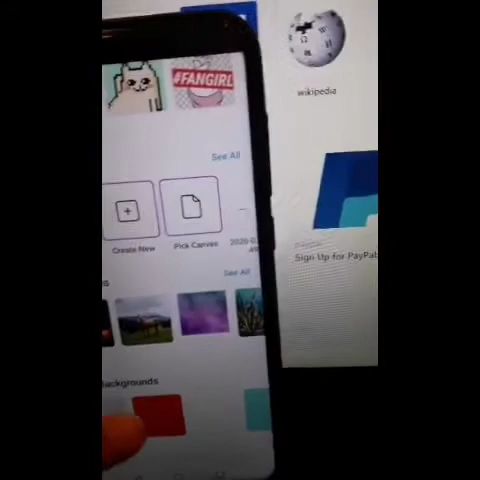 #FANGIRL
wikipedia
See All
Create New
Pick Canvas
Sign Up for PayPal
See All
Backgrounds